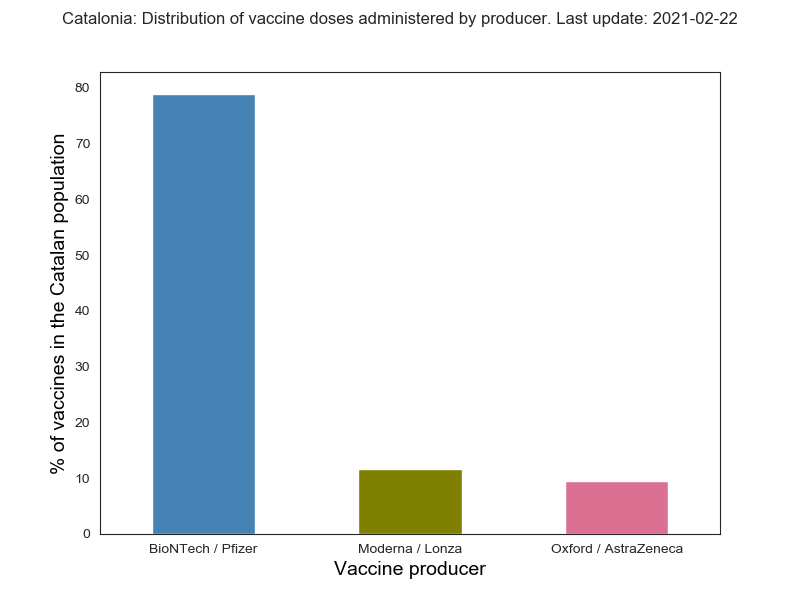 Catalonia: Distribution of vaccine doses administered by producer. Last update: 2021-02-22
% of vaccines in the Catalan population
80
70
60
50
40
30
20
10
0
BioNTech / Pfizer
Moderna / Lonza
Oxford / AstraZeneca
Vaccine producer